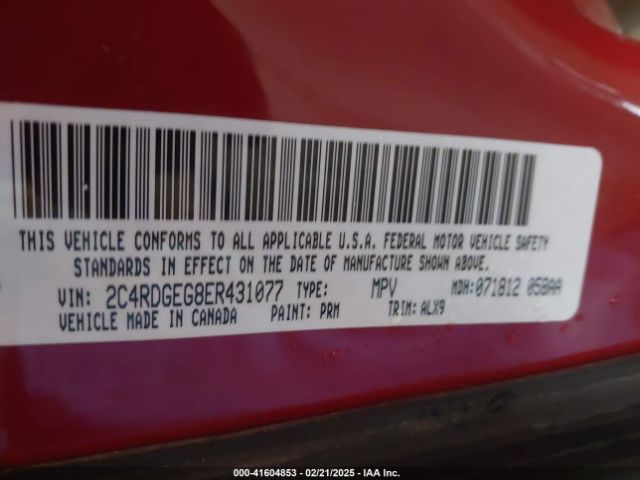 THIS VEHICLE CONFORMS TO ALL APPLICABLE U.S.A. FEDERAL MOTOR VEHICLE SAFETY
STANDARDS IN EFFECT ON THE DATE OF MANUFACTURE SHOWN ABOVE.
VIN: 2C4RDGEG8ER431077 TYPE: MPV MDH: 071812 05BAA
VEHICLE MADE IN CANADA PAINT: PRM TRIM: ALX9
000-41604853 / 02/21/2025 - IAA Inc.